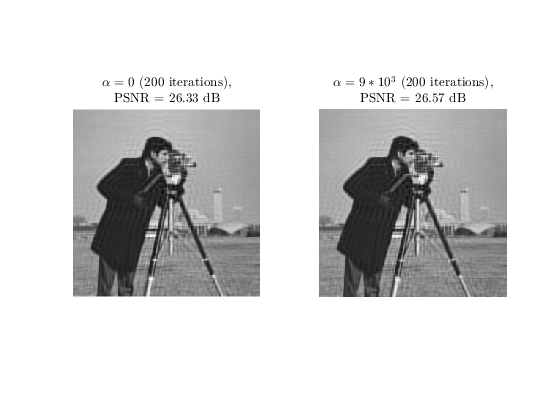 α = 0 (200 iterations),
PSNR = 26.33 dB
α = 9 * 10³ (200 iterations),
PSNR = 26.57 dB